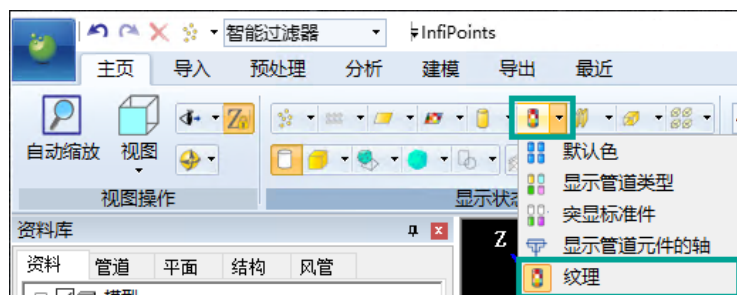 智能过滤器 InfiPoints
主页 导入 预处理 分析 建模 导出 最近
自动缩放 视图
视图操作 显示状态
默认色
显示管道类型
突显标准件
显示管道元件的轴
纹理
资料库
Z
资料 管道 平面 结构 风管
模型